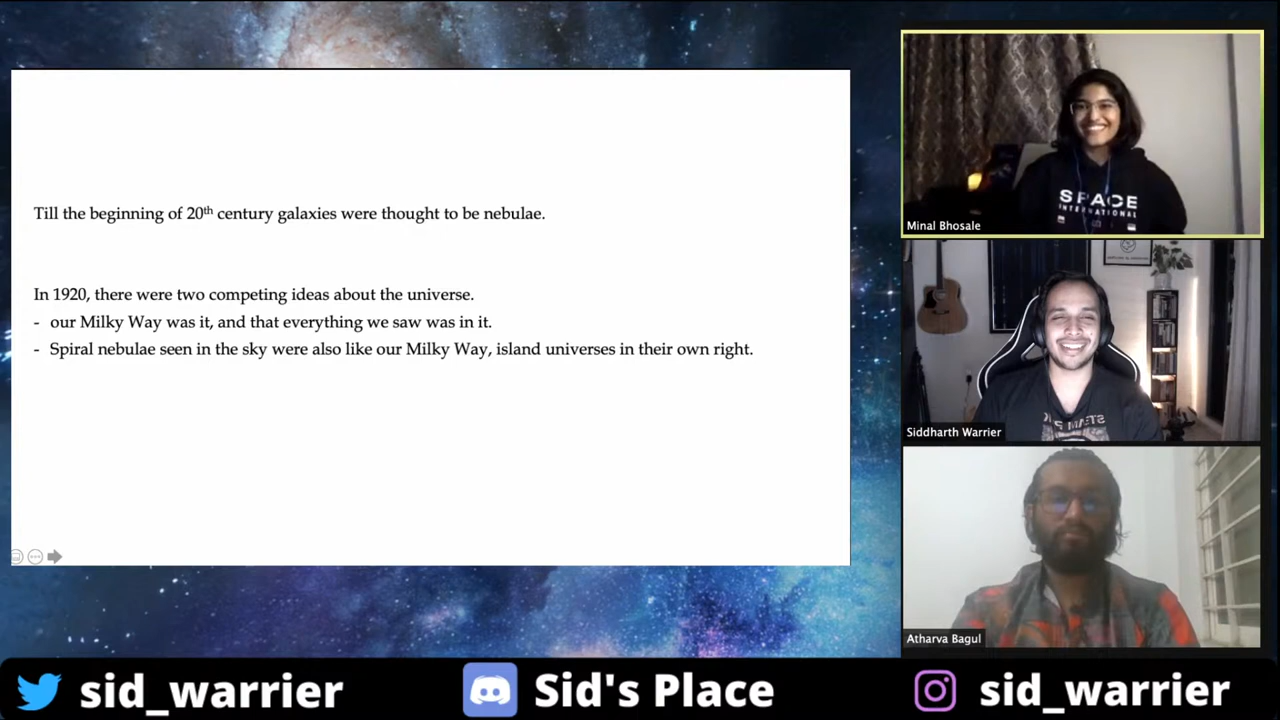 Till the beginning of 20th century galaxies were thought to be nebulae.
In 1920, there were two competing ideas about the universe.
- our Milky Way was it, and that everything we saw was in it.
- Spiral nebulae seen in the sky were also like our Milky Way, island universes in their own right.
SPACE
INTERNATIONAL
Minal Bhosale
Siddharth Warrier
Atharva Bagul
sid_warrier
Sid's Place
sid_warrier